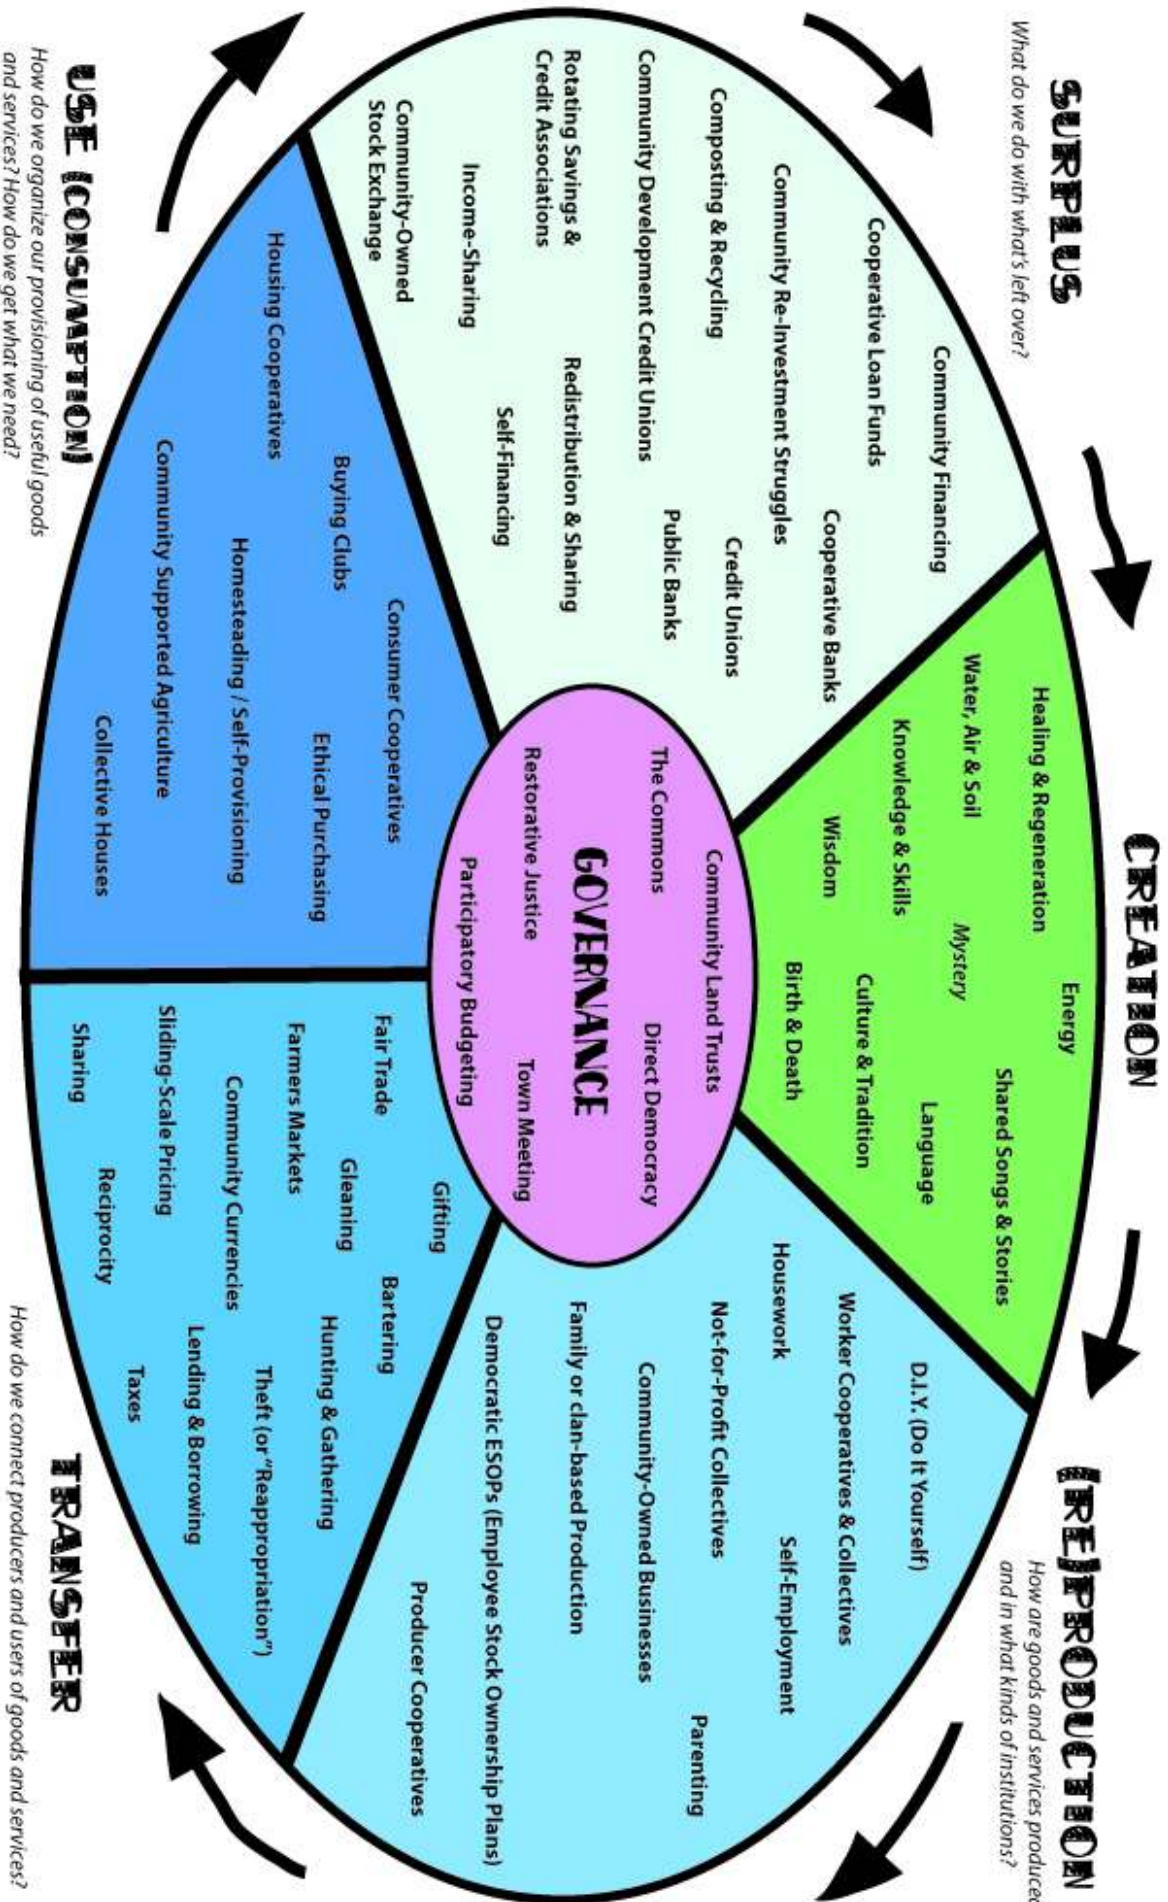 SURPLUS
What do we do with what's left over?
CREATION
(RE)PRODUCTION
How are goods and services produced
and in what kinds of institutions?
Community Financing
Cooperative Loan Funds
Cooperative Banks
Community Re-Investment Struggles
Composting & Recycling
Credit Unions
Community Development Credit Unions
Public Banks
Rotating Savings &
Credit Associations
Redistribution & Sharing
Income-Sharing
Self-Financing
Community-Owned
Stock Exchange
Energy
Healing & Regeneration
Shared Songs & Stories
Water, Air & Soil
Mystery
Language
Knowledge & Skills
Culture & Tradition
Wisdom
Birth & Death
D.I.Y. (Do It Yourself)
Worker Cooperatives & Collectives
Housework
Self-Employment
Not-for-Profit Collectives
Parenting
Community-Owned Businesses
Family or clan-based Production
Democratic ESOPs (Employee Stock Ownership Plans)
Producer Cooperatives
Community Land Trusts
The Commons
Direct Democracy
GOVERNANCE
Restorative Justice
Town Meeting
Participatory Budgeting
Consumer Cooperatives
Buying Clubs
Ethical Purchasing
Housing Cooperatives
Homesteading / Self-Provisioning
Community Supported Agriculture
Collective Houses
Gifting
Fair Trade
Bartering
Gleaning
Hunting & Gathering
Farmers Markets
Theft (or "Reappropriation")
Community Currencies
Lending & Borrowing
Sliding-Scale Pricing
Taxes
Reciprocity
Sharing
USE (CONSUMPTION)
How do we organize our provisioning of useful goods
and services? How do we get what we need?
TRANSFER
How do we connect producers and users of goods and services?